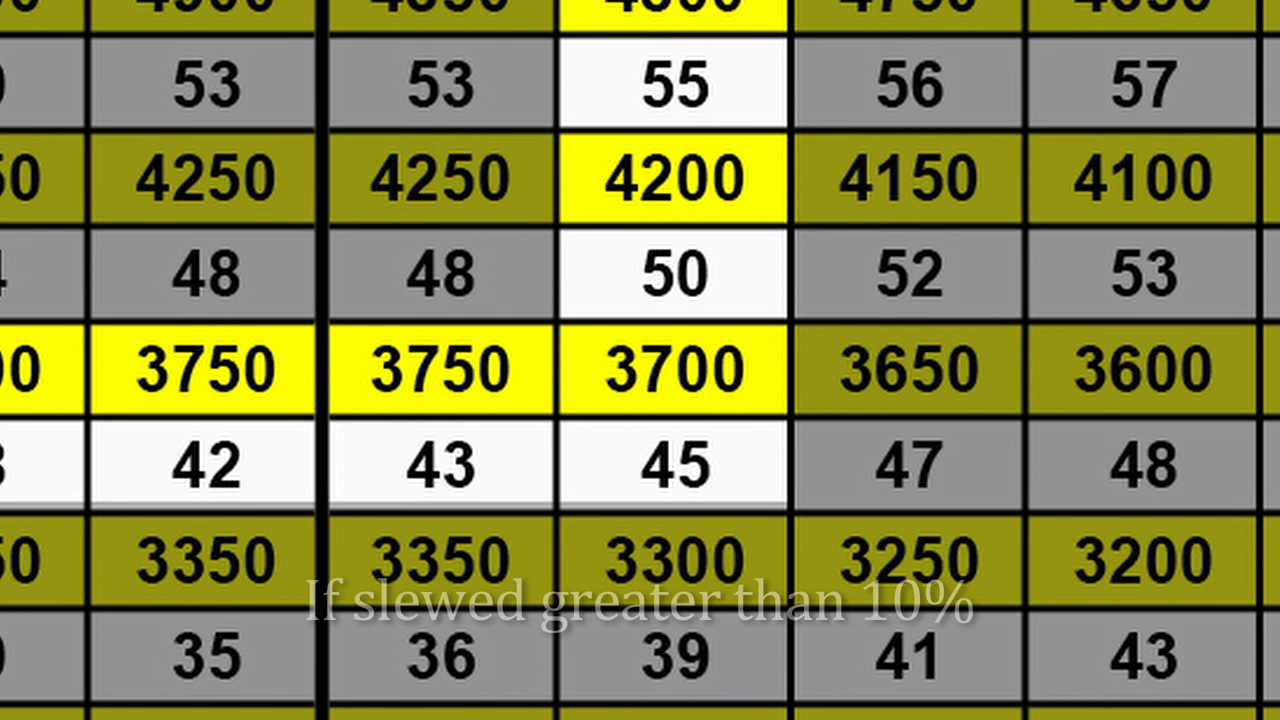 53 53 55 56 57
50 4250 4250 4200 4150 4100
48 48 50 52 53
3750 3750 3700 3650 3600
42 43 45 47 48
50 3350 3350 3300 3250 3200
If slewed greater than 10%
35 36 39 41 43